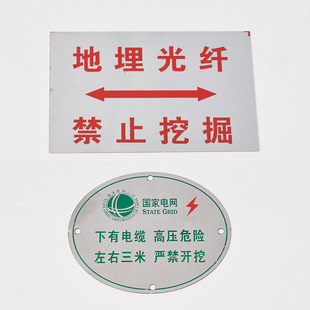 地埋光纤
禁止挖掘
国家电网
STATE GRID
下有电缆 高压危险
左右三米 严禁开挖